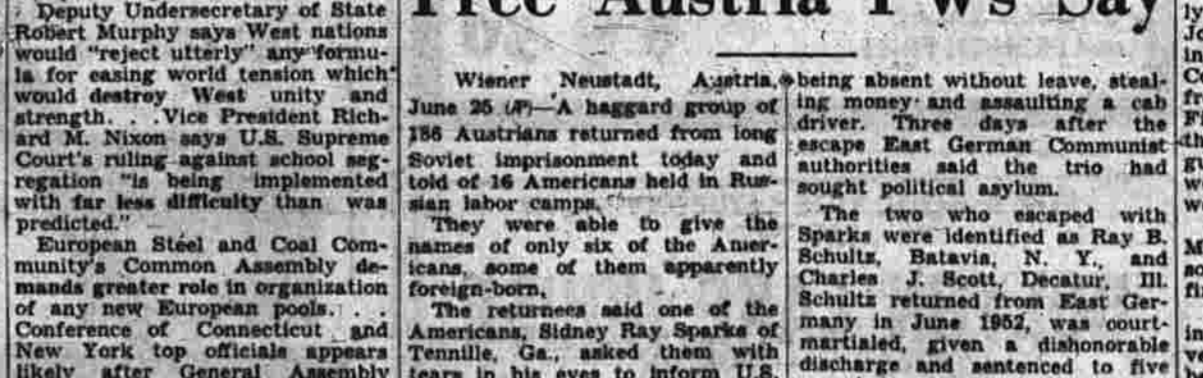 Deputy Undersecretary of State
Robert Murphy says West nations
would "reject utterly" any formu-
la for easing world tension which
would destroy West unity and
strength. . .Vice President Rich-
ard M. Nixon says U.S. Supreme
Court's ruling against school seg-
regation "is being implemented
with far less difficulty than was
predicted."
European Steel and Coal Com-
munity's Common Assembly de-
mands greater role in organization
of any new European pools. . .
Conference of Connecticut and
New York top officials appears
likely after General Assembly
Free Austria PWs Say
Wiener Neustadt, Austria,
June 25 (AP)—A haggard group of
186 Austrians returned from long
Soviet imprisonment today and
told of 16 Americans held in Rus-
sian labor camps.
They were able to give the
names of only six of the Amer-
icans, some of them apparently
foreign-born.
The returnees said one of the
Americans, Sidney Ray Sparks of
Tennille, Ga., asked them with
tears in his eyes to inform U.S.
being absent without leave, steal-
ing money and assaulting a cab
driver. Three days after the
escape East German Communist
authorities said the trio had
sought political asylum.
The two who escaped with
Sparks were identified as Ray B.
Schultz, Batavia, N. Y., and
Charles J. Scott, Decatur, Ill.
Schultz returned from East Ger-
many in June 1952, was court-
martialed, given a dishonorable
discharge and sentenced to five